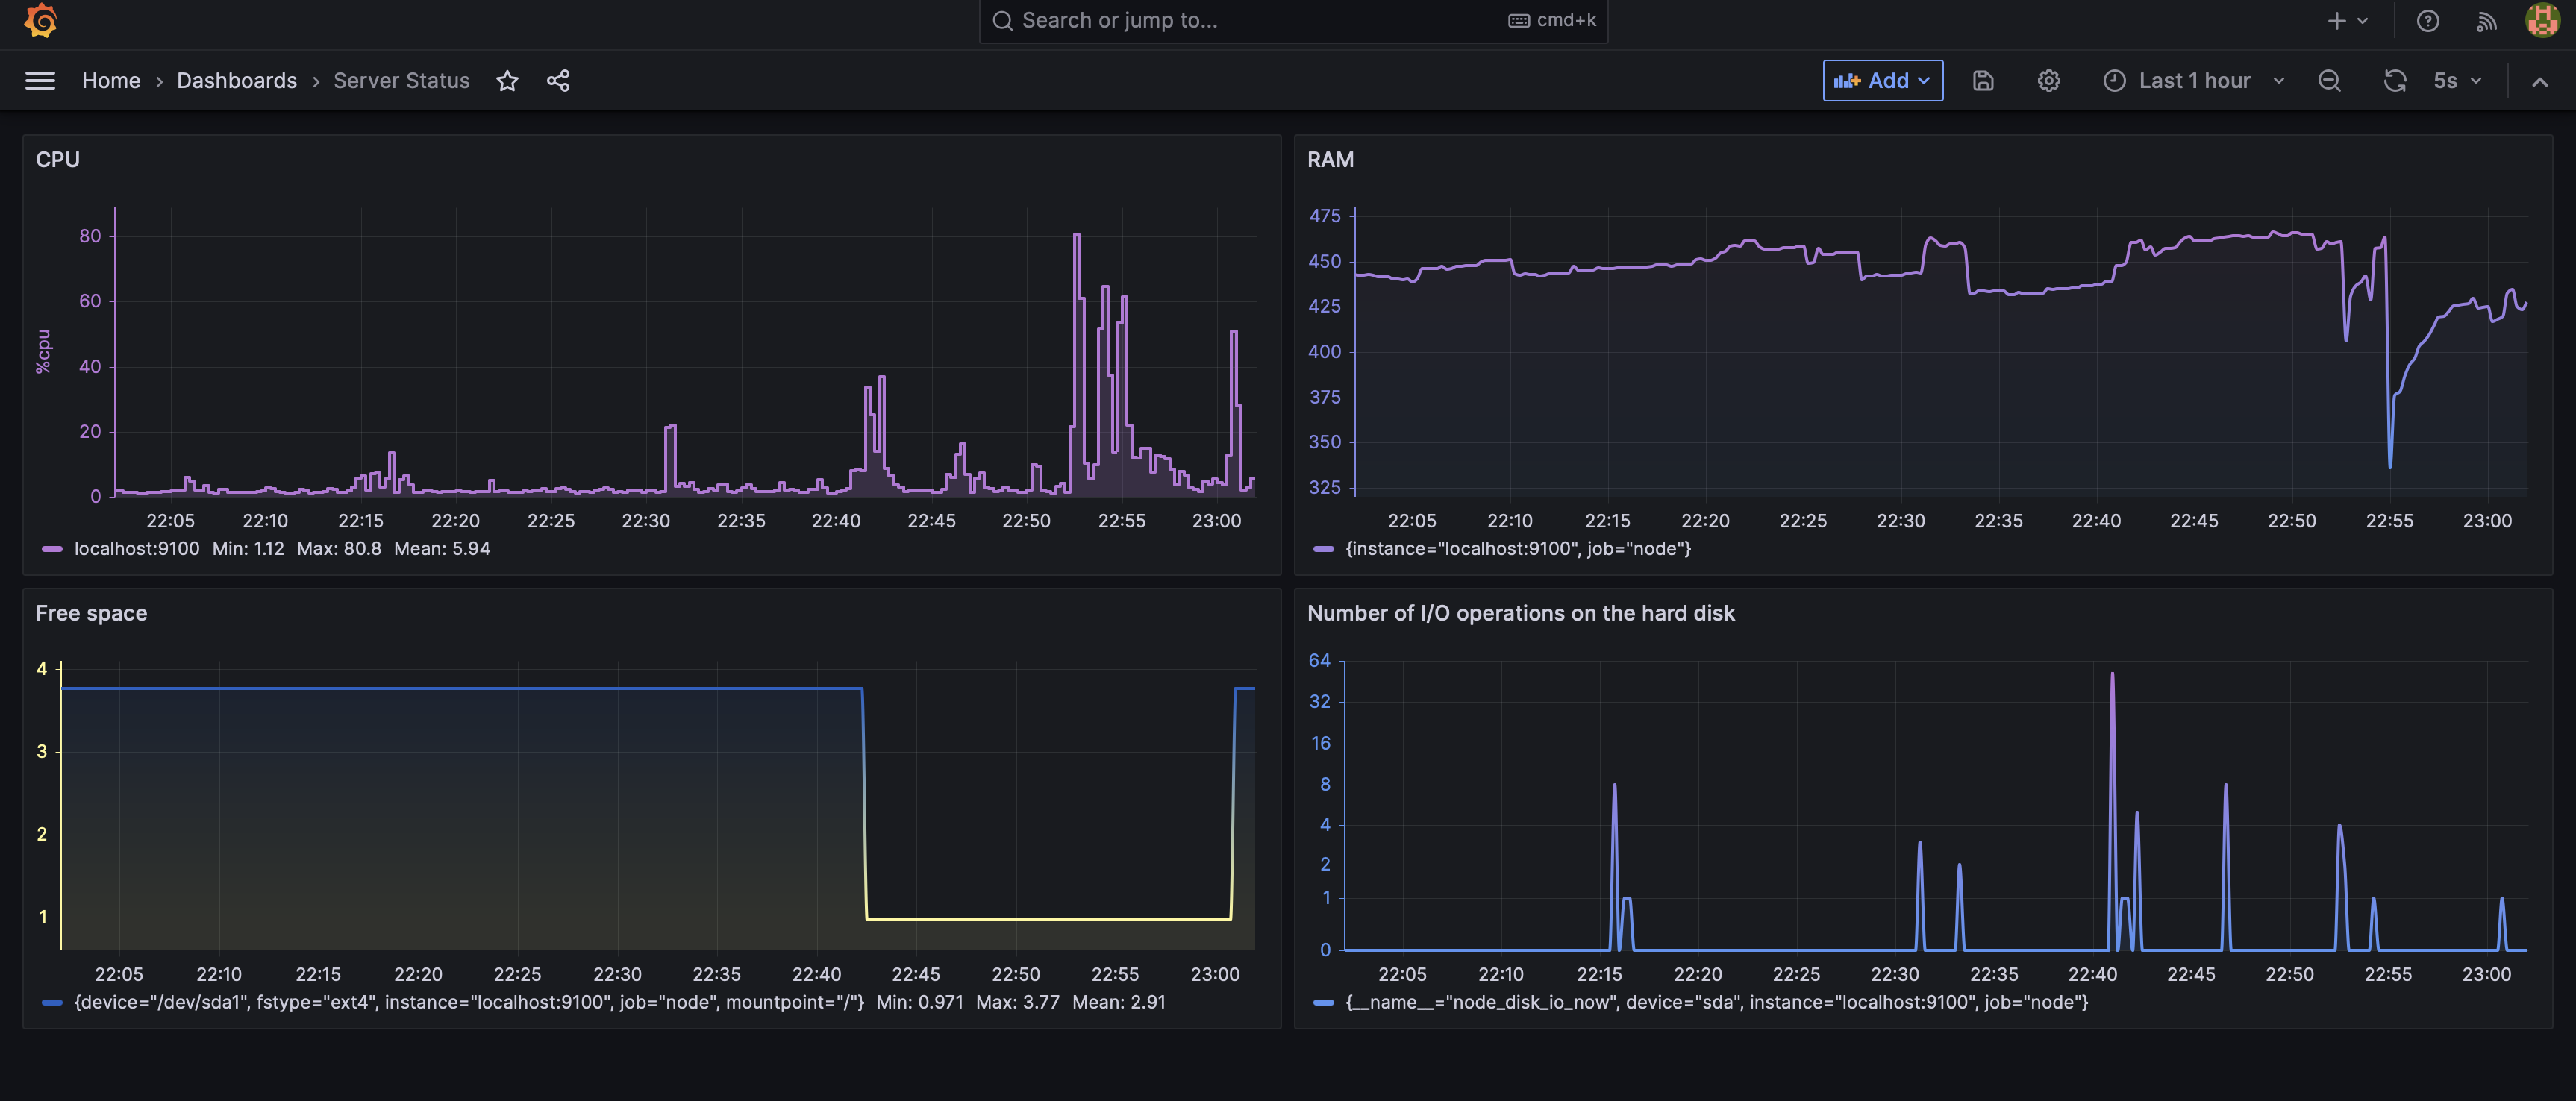 Search or jump to... cmd+k
Home › Dashboards › Server Status Add Last 1 hour 5s
CPU
80
60
40
20
0
%cpu
22:05 22:10 22:15 22:20 22:25 22:30 22:35 22:40 22:45 22:50 22:55 23:00
localhost:9100 Min: 1.12 Max: 80.8 Mean: 5.94
RAM
475
450
425
400
375
350
325
22:05 22:10 22:15 22:20 22:25 22:30 22:35 22:40 22:45 22:50 22:55 23:00
{instance="localhost:9100", job="node"}
Free space
4
3
2
1
22:05 22:10 22:15 22:20 22:25 22:30 22:35 22:40 22:45 22:50 22:55 23:00
{device="/dev/sda1", fstype="ext4", instance="localhost:9100", job="node", mountpoint="/"} Min: 0.971 Max: 3.77 Mean: 2.91
Number of I/O operations on the hard disk
64
32
16
8
4
2
1
0
22:05 22:10 22:15 22:20 22:25 22:30 22:35 22:40 22:45 22:50 22:55 23:00
{__name__="node_disk_io_now", device="sda", instance="localhost:9100", job="node"}